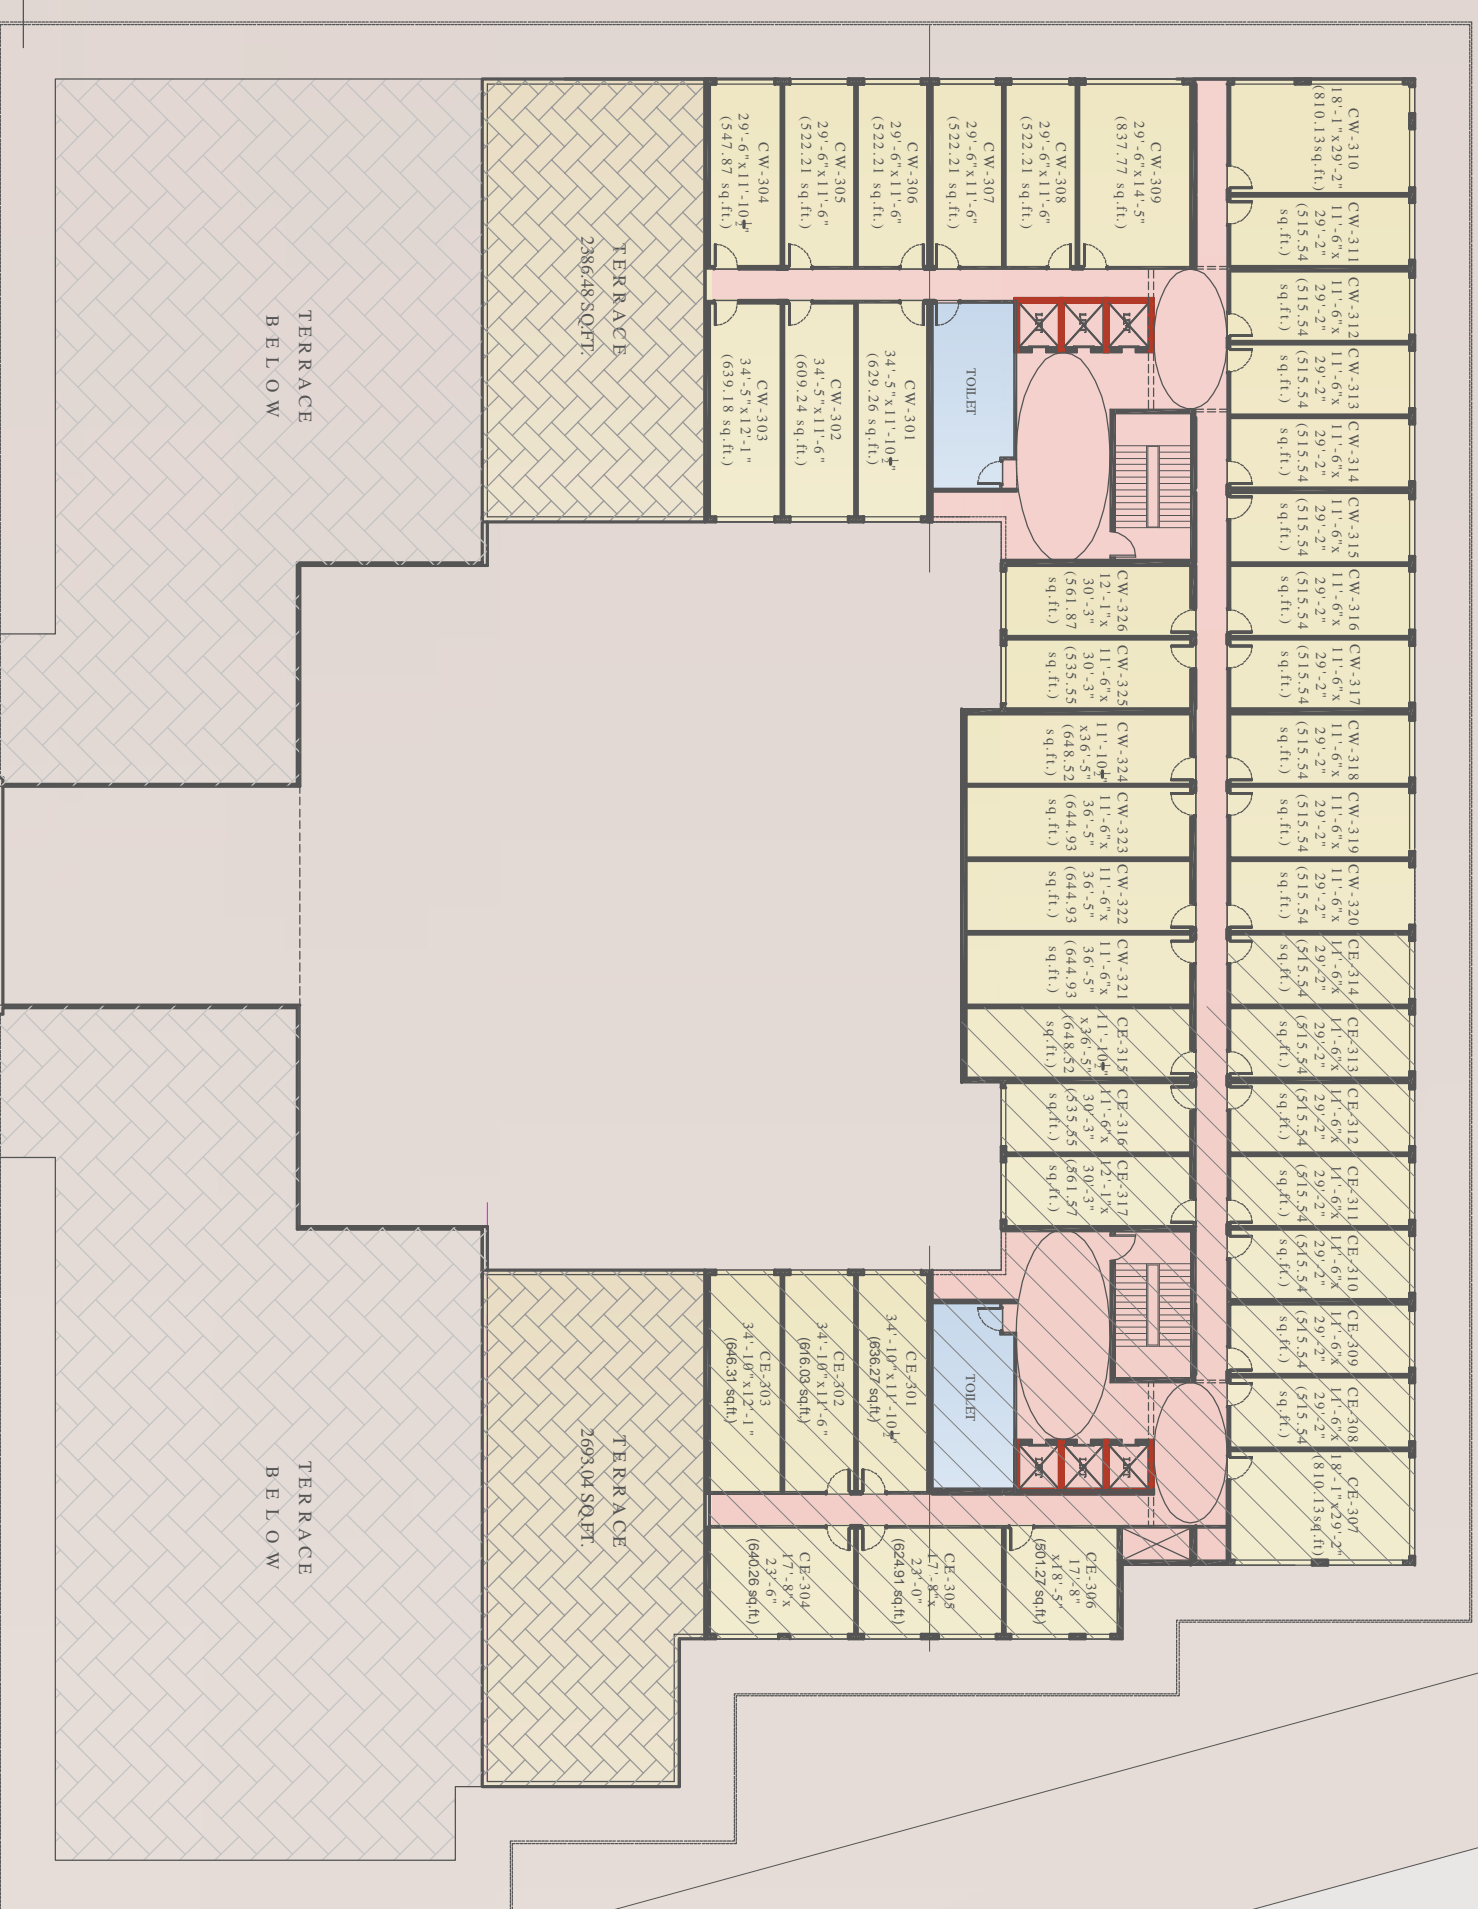 TERRACE
BELOW
TERRACE
2386.48 SQ.FT.
CW-304
29'-6"x11'-10½"
(547.87 sq.ft.)
CW-305
29'-6"x11'-6"
(522.21 sq.ft.)
CW-306
29'-6"x11'-6"
(522.21 sq.ft.)
CW-307
29'-6"x11'-6"
(522.21 sq.ft.)
CW-308
29'-6"x11'-6"
(522.21 sq.ft.)
CW-309
29'-6"x14'-5"
(837.77 sq.ft.)
CW-310
18'-1"x29'-2"
(810.13sq.ft.)
CW-311
11'-6"x
29'-2"
(515.54
sq.ft.)
CW-312
11'-6"x
29'-2"
(515.54
sq.ft.)
CW-313
11'-6"x
29'-2"
(515.54
sq.ft.)
CW-314
11'-6"x
29'-2"
(515.54
sq.ft.)
CW-315
11'-6"x
29'-2"
(515.54
sq.ft.)
CW-316
11'-6"x
29'-2"
(515.54
sq.ft.)
CW-317
11'-6"x
29'-2"
(515.54
sq.ft.)
CW-318
11'-6"x
29'-2"
(515.54
sq.ft.)
CW-319
11'-6"x
29'-2"
(515.54
sq.ft.)
CW-320
11'-6"x
29'-2"
(515.54
sq.ft.)
CW-303
34'-5"x12'-1"
(639.18 sq.ft.)
CW-302
34'-5"x11'-6"
(609.24 sq.ft.)
CW-301
34'-5"x11'-10½"
(629.26 sq.ft.)
TOILET
LIFT
LIFT
LIFT
CW-326
12'-1"x
30'-3"
(561.87
sq.ft.)
CW-325
11'-6"x
30'-3"
(535.55
sq.ft.)
CW-324
11'-10½"
x36'-5"
(648.52
sq.ft.)
CW-323
11'-6"x
36'-5"
(644.93
sq.ft.)
CW-322
11'-6"x
36'-5"
(644.93
sq.ft.)
CW-321
11'-6"x
36'-5"
(644.93
sq.ft.)
CE-315
11'-10½"
x36'-5"
(648.52
sq.ft.)
CE-316
11'-6"x
30'-3"
(535.55
sq.ft.)
CE-317
12'-1"x
30'-3"
(561.57
sq.ft.)
CE-314
11'-6"x
29'-2"
(515.54
sq.ft.)
CE-313
11'-6"x
29'-2"
(515.54
sq.ft.)
CE-312
11'-6"x
29'-2"
(515.54
sq.ft.)
CE-311
11'-6"x
29'-2"
(515.54
sq.ft.)
CE-310
11'-6"x
29'-2"
(515.54
sq.ft.)
CE-309
11'-6"x
29'-2"
(515.54
sq.ft.)
CE-308
11'-6"x
29'-2"
(515.54
sq.ft.)
CE-307
18'-1"x29'-2"
(810.13sq.ft)
TERRACE
BELOW
TERRACE
2693.04 SQ.FT.
CE-303
34'-10"x12'-1"
(646.31 sq.ft.)
CE-302
34'-10"x11'-6"
(616.03 sq.ft.)
CE-301
34'-10"x11'-10½"
(636.27 sq.ft.)
TOILET
LIFT
LIFT
LIFT
CE-304
17'-8"x
23'-6"
(640.26 sq.ft.)
CE-305
17'-8"x
23'-0"
(624.91 sq.ft.)
CE-306
17'-8"
x18'-5"
(501.27 sq.ft.)